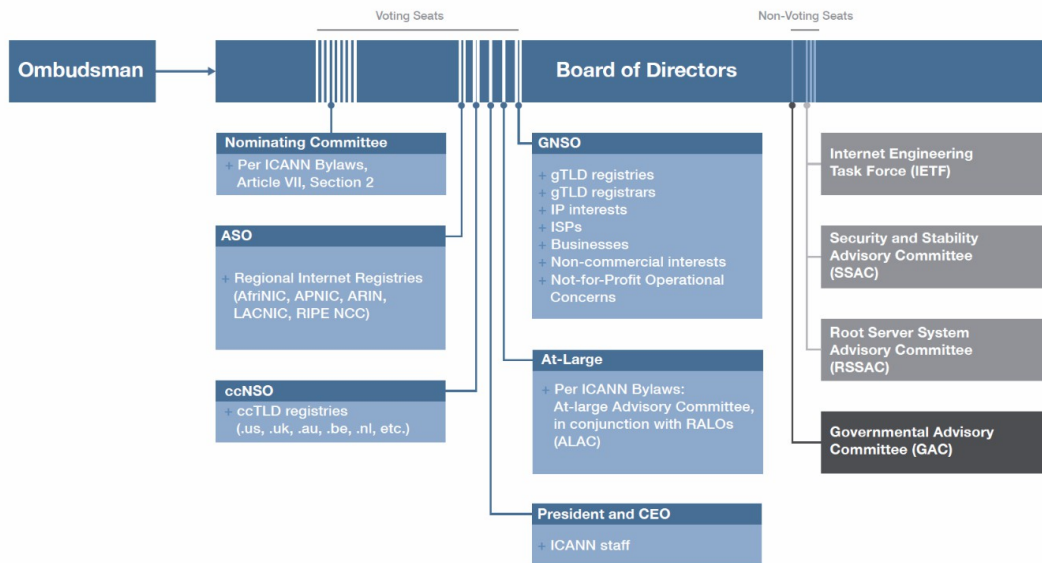 Voting Seats
Non-Voting Seats
Ombudsman
Board of Directors
Nominating Committee
+ Per ICANN Bylaws,
Article VII, Section 2
ASO
+ Regional Internet Registries
(AfriNIC, APNIC, ARIN,
LACNIC, RIPE NCC)
ccNSO
+ ccTLD registries
(.us, .uk, .au, .be, .nl, etc.)
GNSO
+ gTLD registries
+ gTLD registrars
+ IP interests
+ ISPs
+ Businesses
+ Non-commercial interests
+ Not-for-Profit Operational
Concerns
At-Large
+ Per ICANN Bylaws:
At-large Advisory Committee,
in conjunction with RALOs
(ALAC)
President and CEO
+ ICANN staff
Internet Engineering
Task Force (IETF)
Security and Stability
Advisory Committee
(SSAC)
Root Server System
Advisory Committee
(RSSAC)
Governmental Advisory
Committee (GAC)